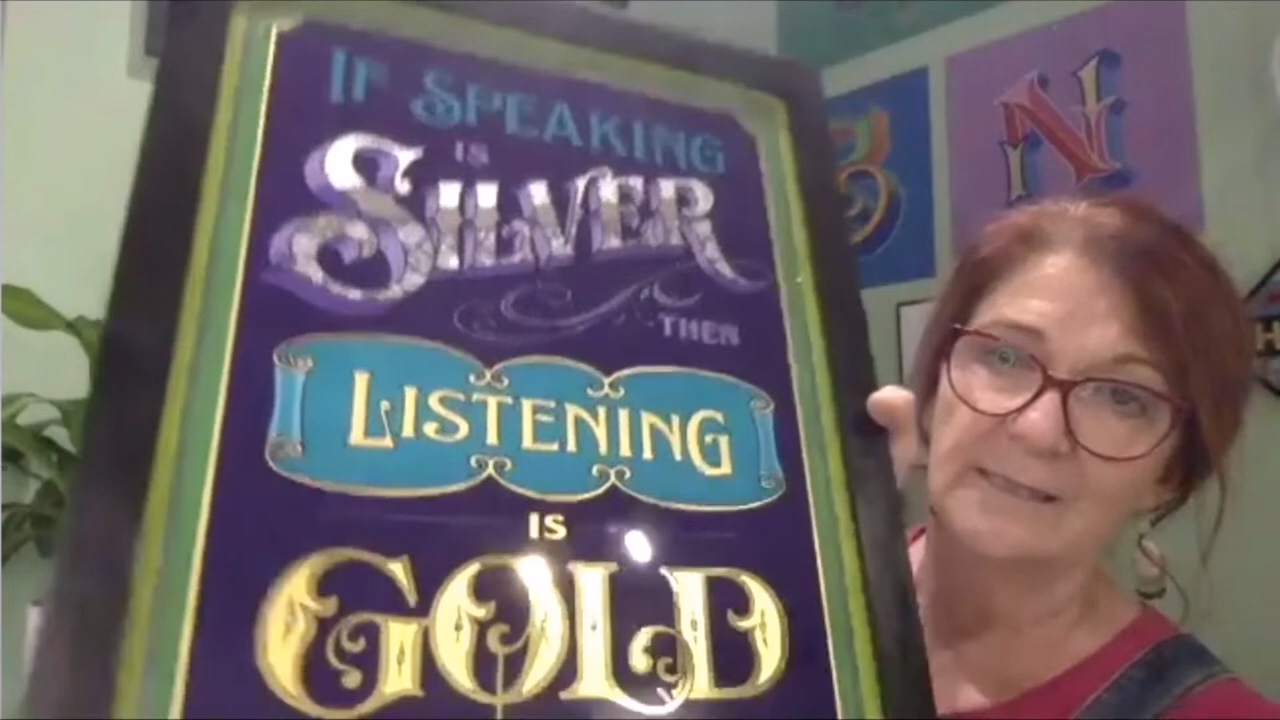 IF SPEAKING
IS
SILVER
THEN
LISTENING
IS
GOLD
B
N
H